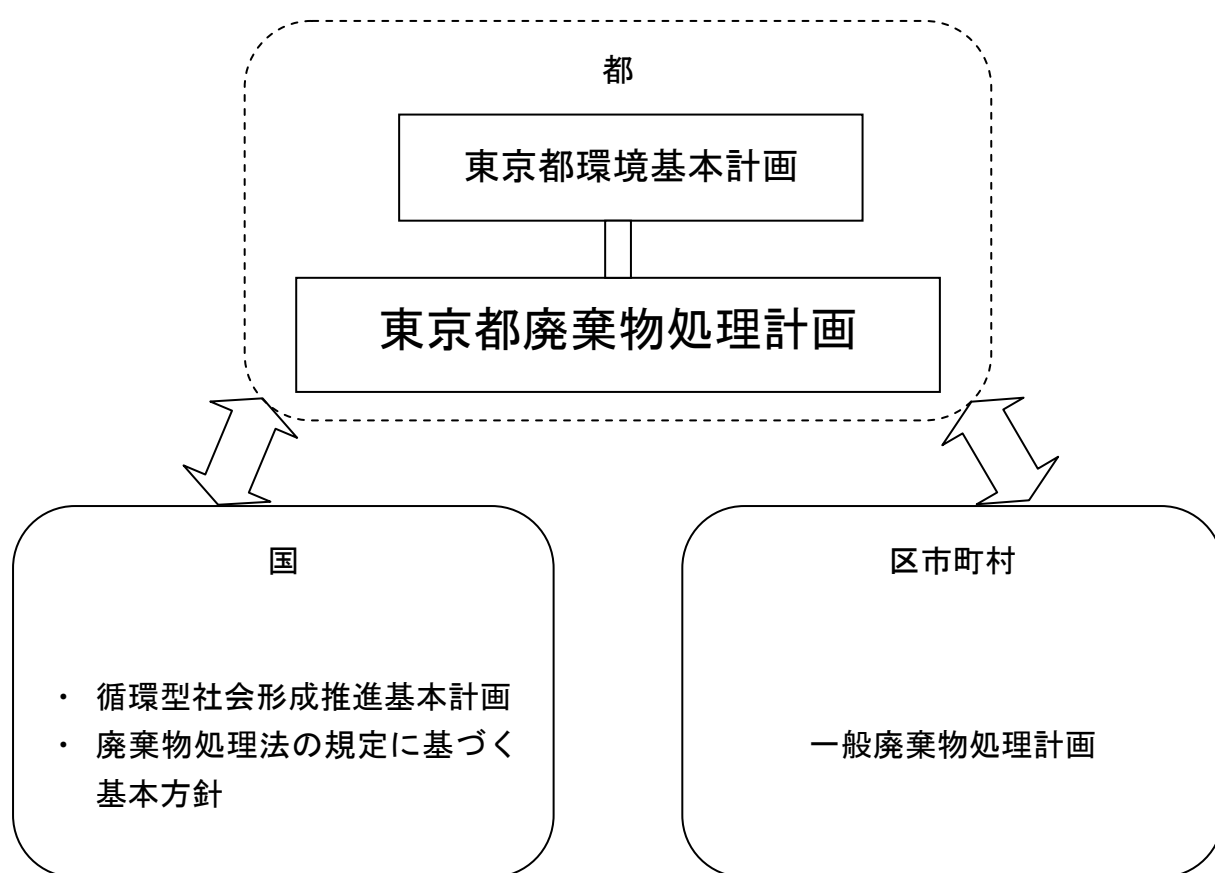 都
東京都環境基本計画
東京都廃棄物処理計画
国
・ 循環型社会形成推進基本計画
・ 廃棄物処理法の規定に基づく
基本方針
区市町村
一般廃棄物処理計画